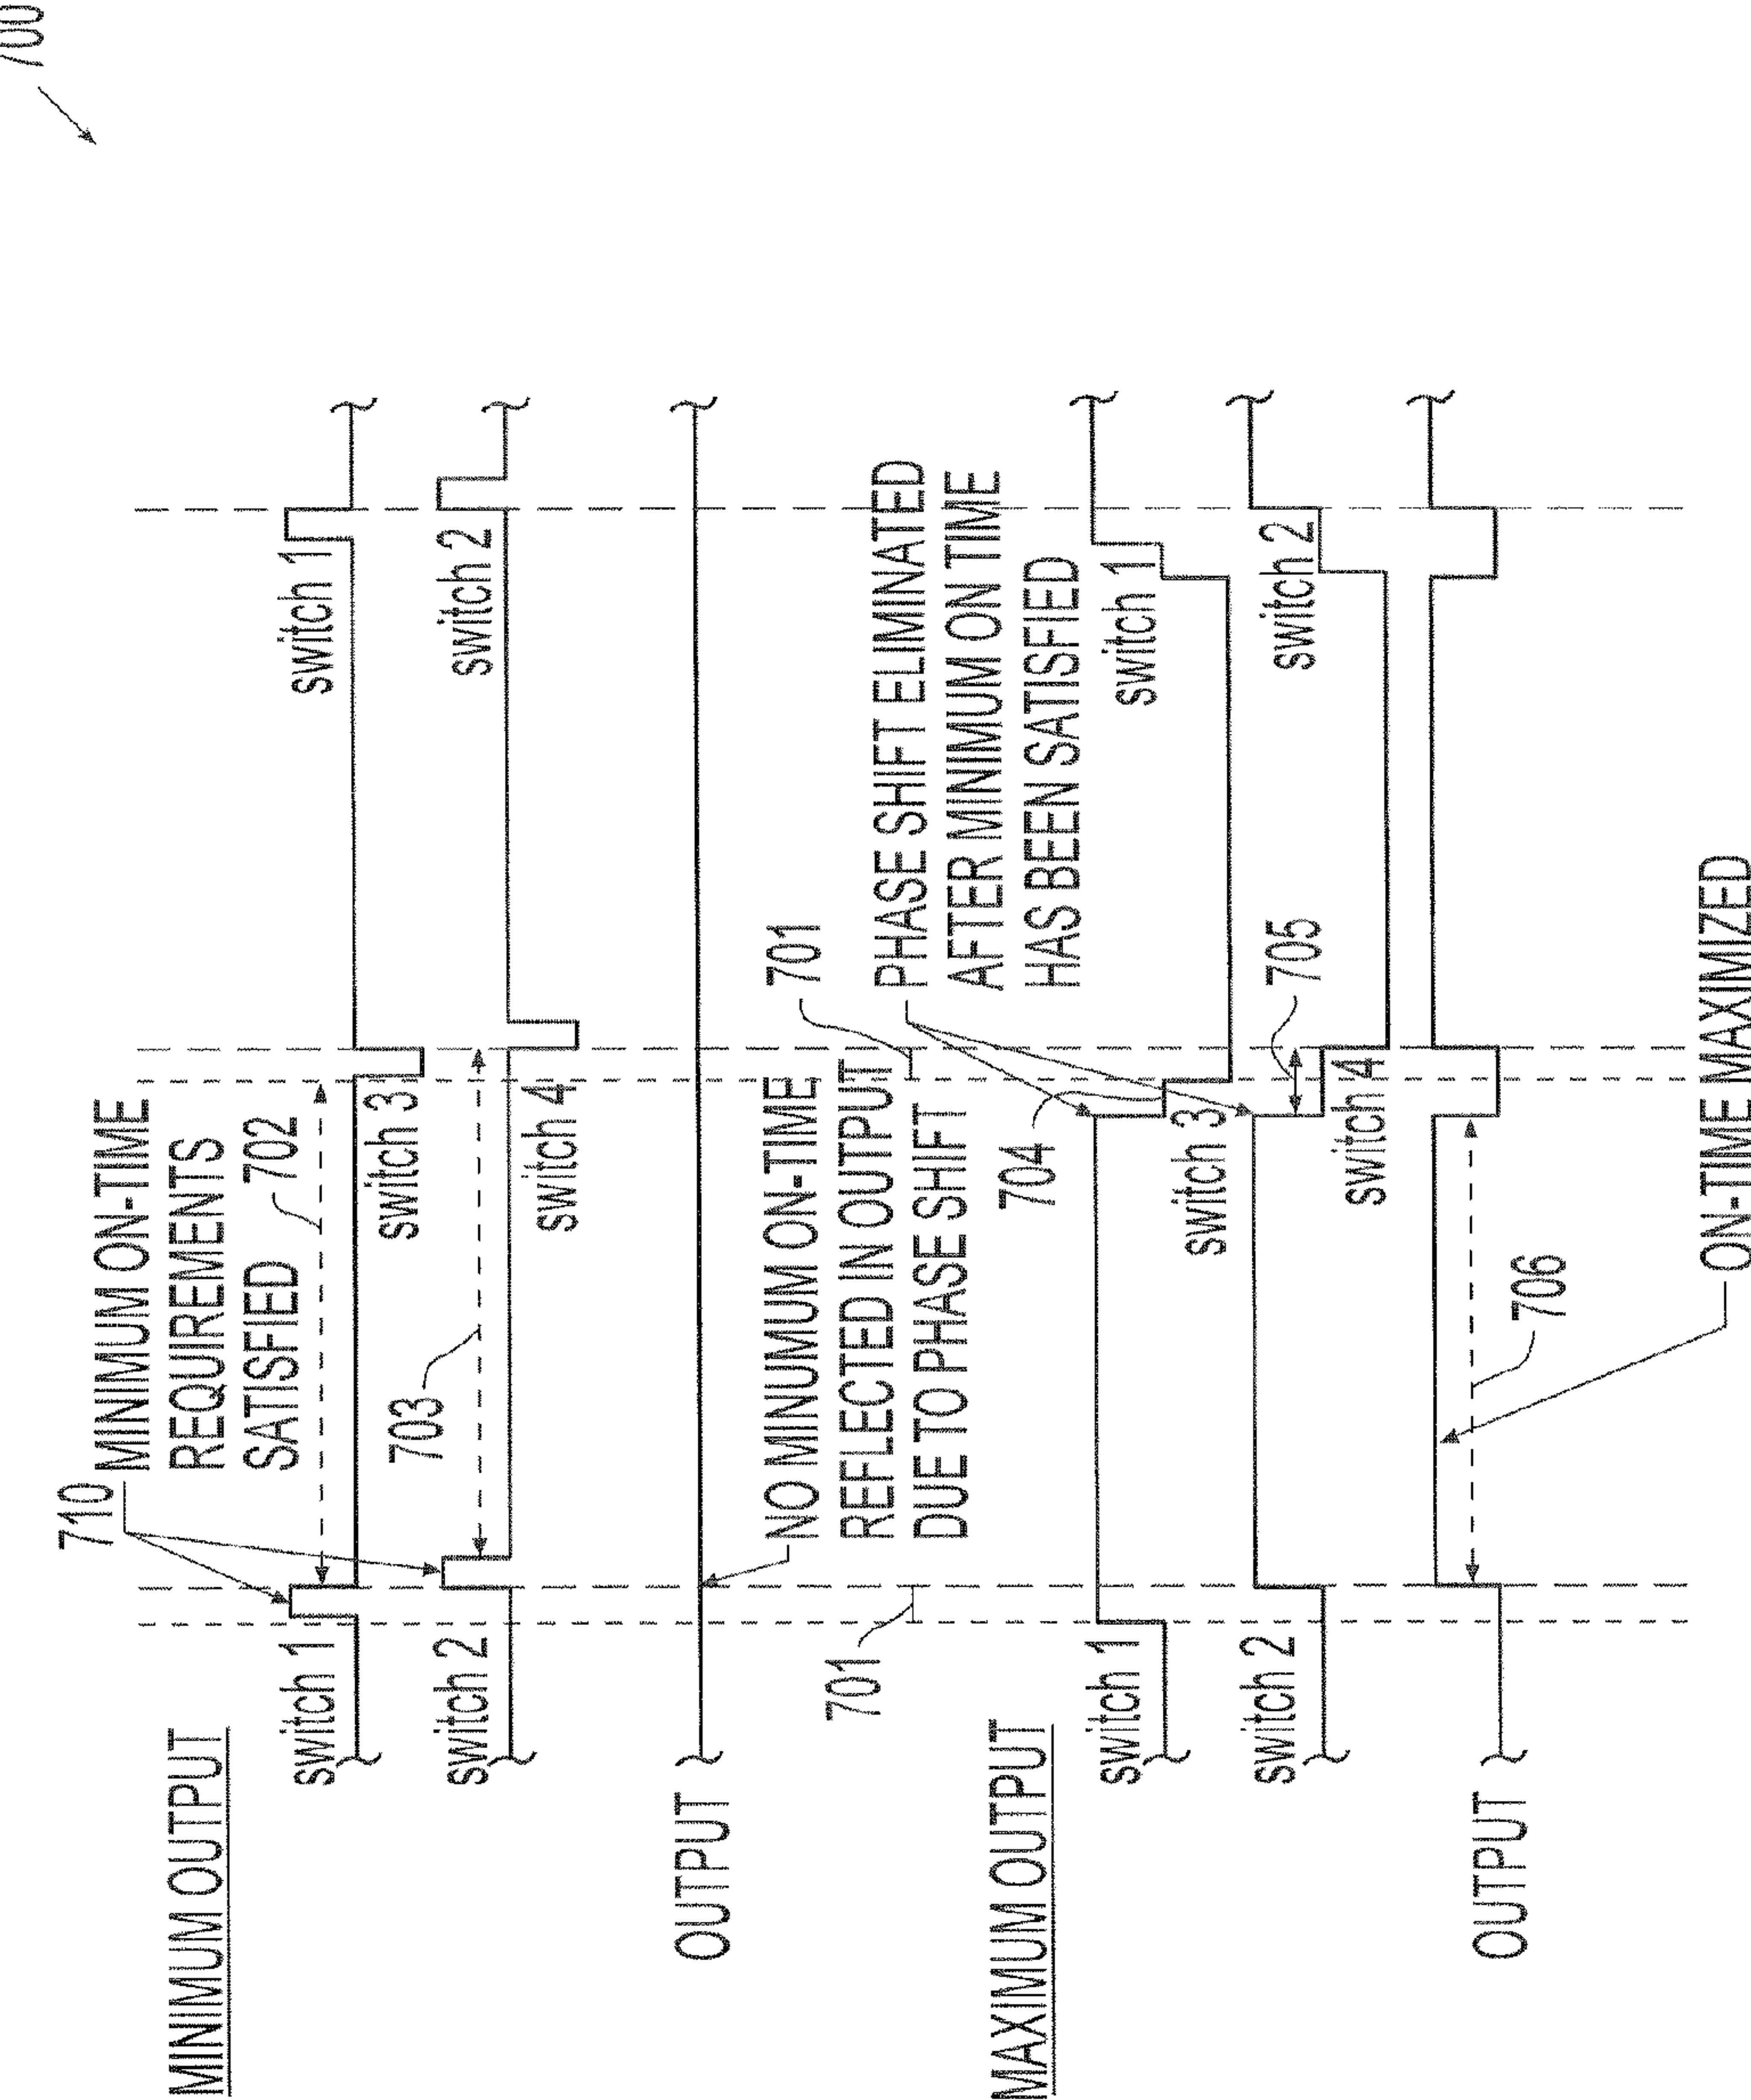 700
MINIMUM OUTPUT
710
MINIMUM ON-TIME
REQUIREMENTS
SATISFIED
702
switch 1
switch 3
switch 1
switch 2
703
switch 4
switch 2
OUTPUT
NO MINUMUM ON-TIME
REFLECTED IN OUTPUT
DUE TO PHASE SHIFT
701
701
PHASE SHIFT ELIMINATED
AFTER MINIMUM ON TIME
HAS BEEN SATISFIED
MAXIMUM OUTPUT
704
switch 1
switch 3
switch 1
switch 2
705
switch 4
switch 2
OUTPUT
706
ON-TIME MAXIMIZED